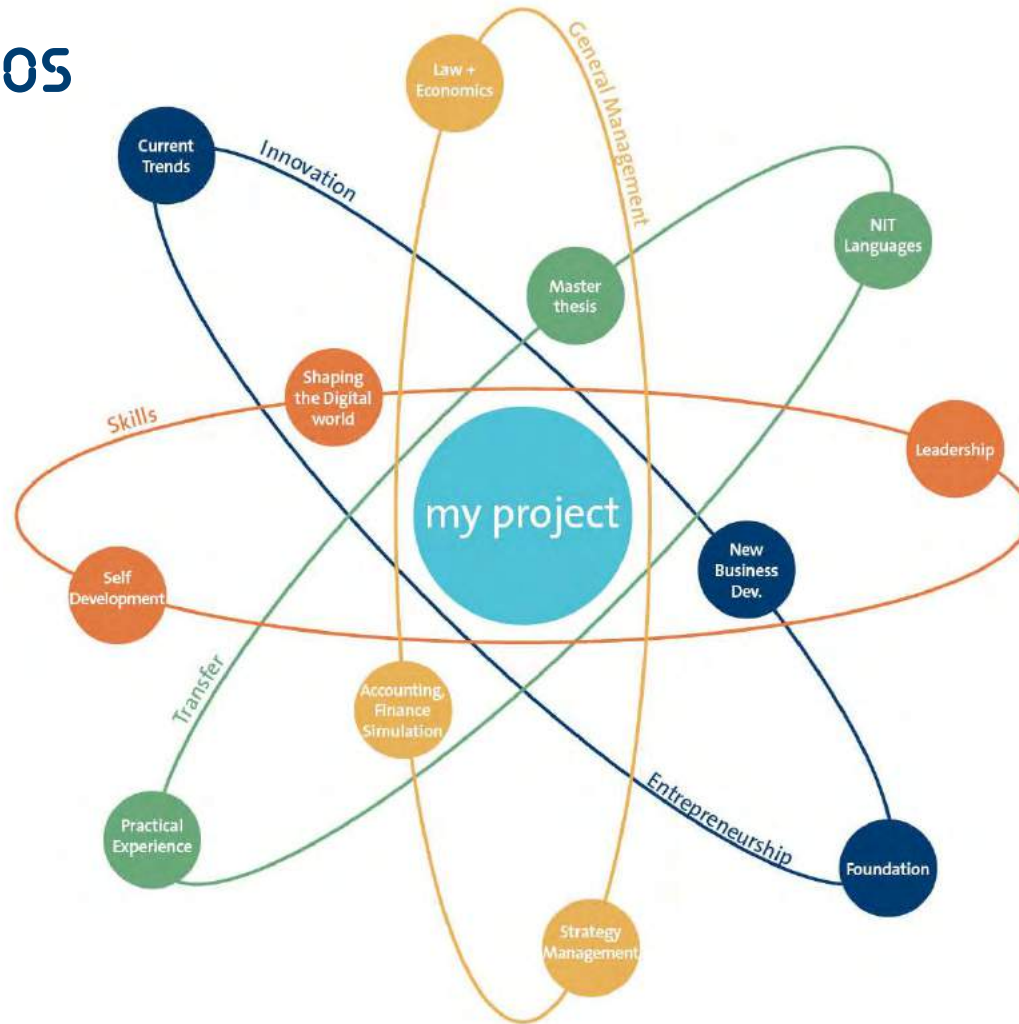 OS
Law +
Economics
General Management
Current
Trends
Innovation
NIT
Languages
Master
thesis
Shaping
the Digital
world
Skills
Leadership
my project
New
Business
Dev.
Self
Development
Transfer
Accounting,
Finance
Simulation
Entrepreneurship
Practical
Experience
Foundation
Strategy
Management